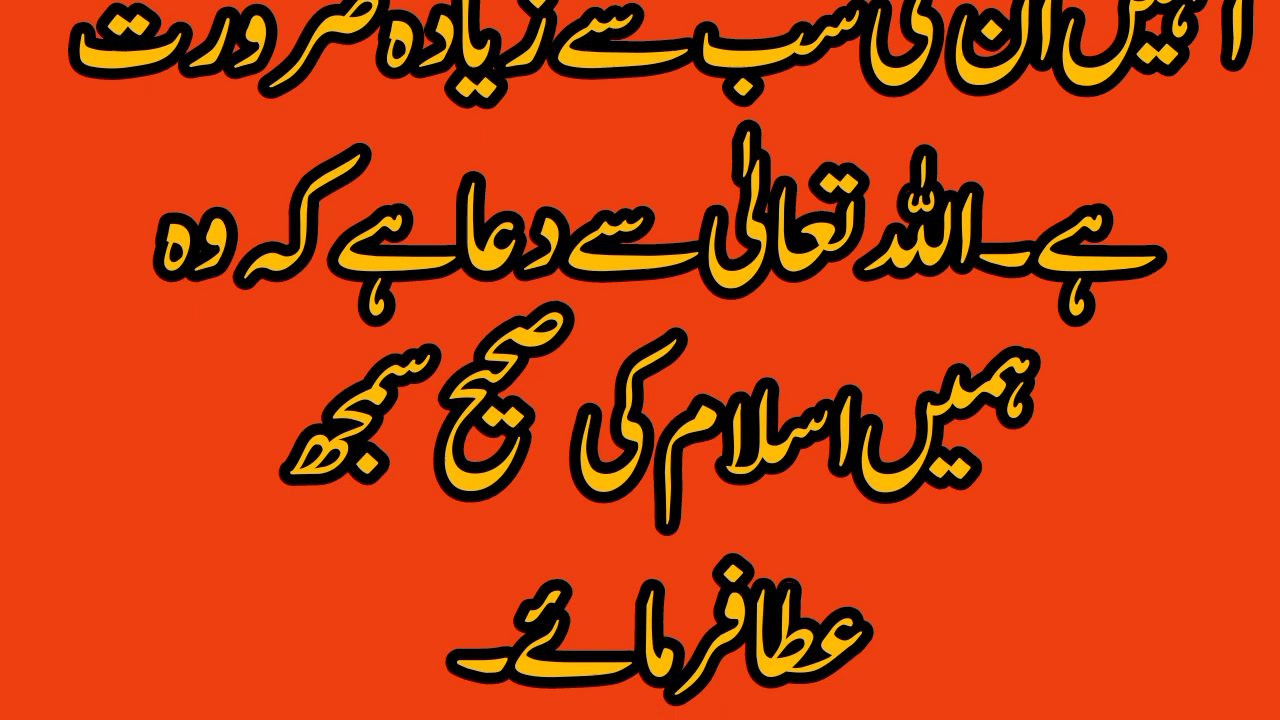 انہیں ان کی سب سے زیادہ ضرورت
ہے۔ اللہ تعالیٰ سے دعا ہے کہ وہ
ہمیں اسلام کی صحیح سمجھ
عطا فرمائے۔